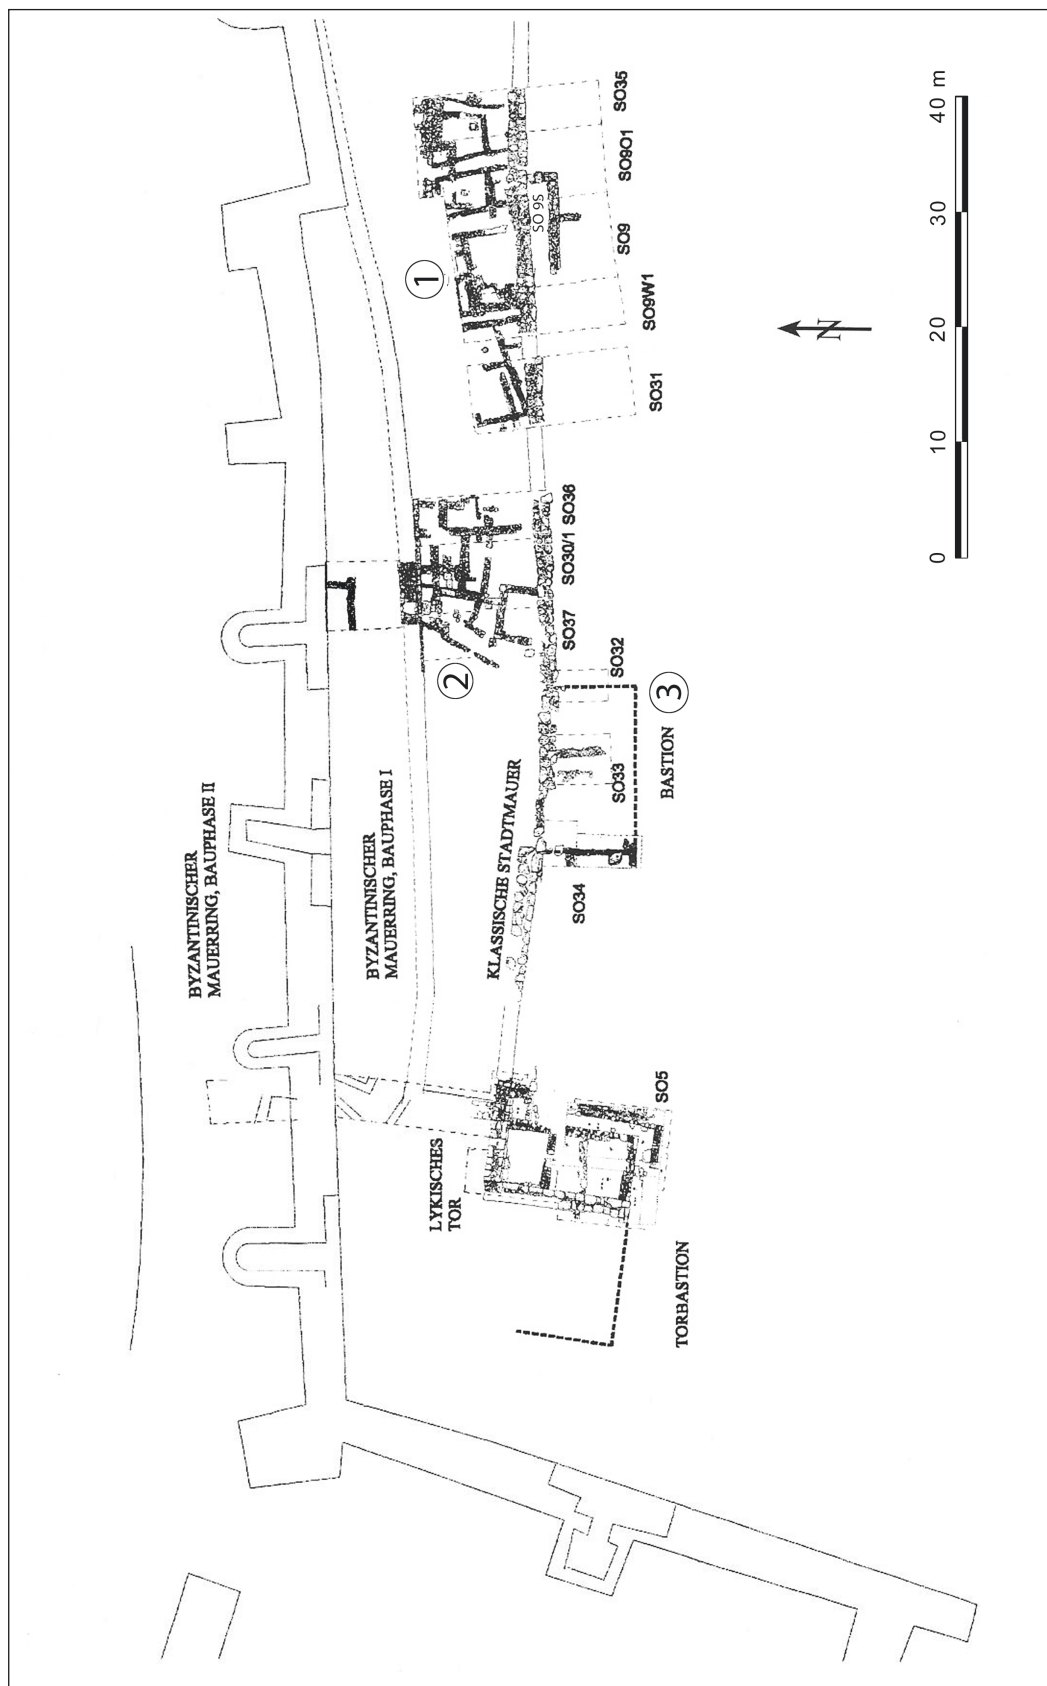 BYZANTINISCHER
MAUERRING, BAUPHASE II
BYZANTINISCHER
MAUERRING, BAUPHASE I
KLASSISCHE STADTMAUER
LYKISCHES
TOR
TORBASTION
SO5
SO34
SO33
BASTION
SO32
3
2
SO37
SO30/1
SO36
1
SO31
SO9W1
SO9
SO 9S
SO9O1
SO35
N
0
10
20
30
40 m